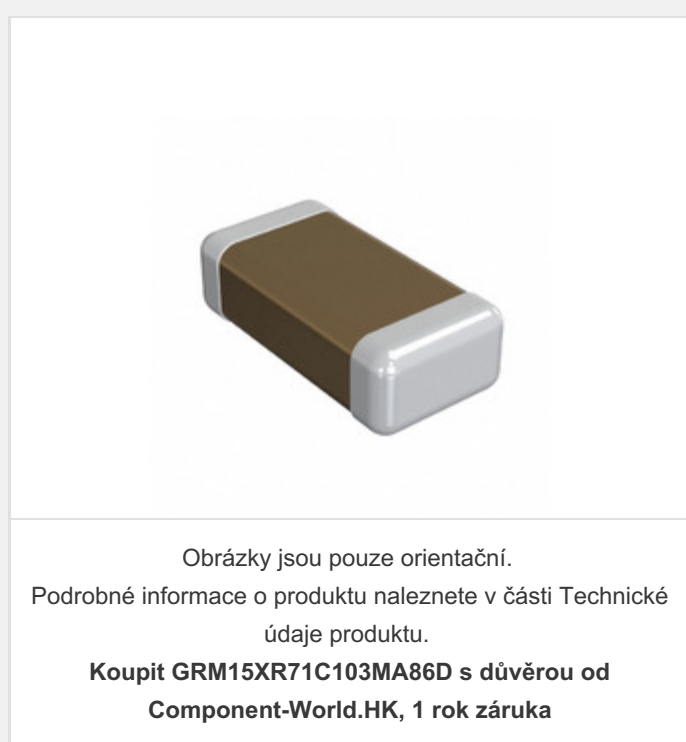 Obrázky jsou pouze orientační.
Podrobné informace o produktu naleznete v části Technické
údaje produktu.
Koupit GRM15XR71C103MA86D s důvěrou od
Component-World.HK, 1 rok záruka